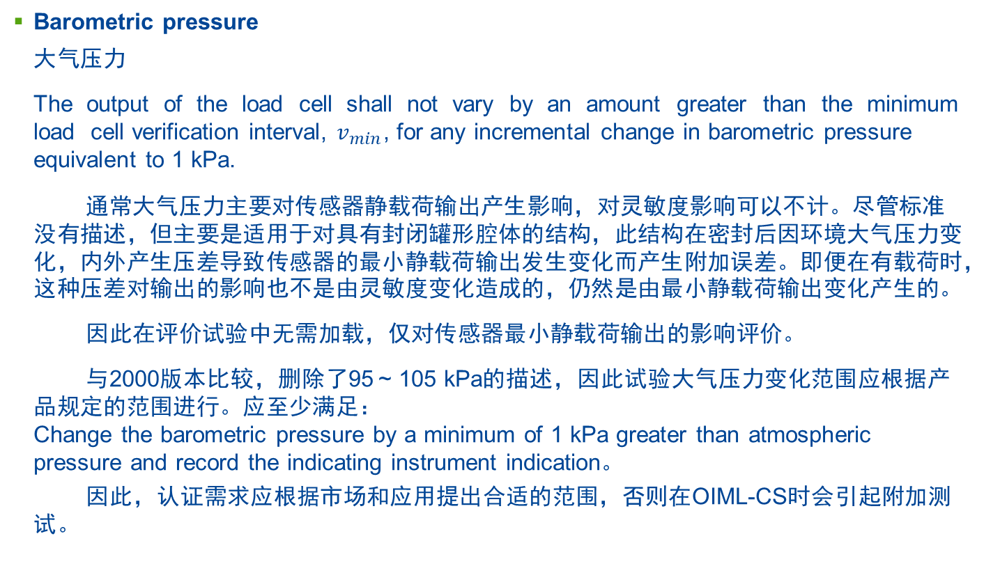 Barometric pressure
大气压力
The output of the load cell shall not vary by an amount greater than the minimum
load cell verification interval, 𝑣𝑚𝑖𝑛, for any incremental change in barometric pressure
equivalent to 1 kPa.
通常大气压力主要对传感器静载荷输出产生影响，对灵敏度影响可以不计。尽管标准
没有描述，但主要是适用于对具有封闭罐形腔体的结构，此结构在密封后因环境大气压力变
化，内外产生压差导致传感器的最小静载荷输出发生变化而产生附加误差。即便在有载荷时，
这种压差对输出的影响也不是由灵敏度变化造成的，仍然是由最小静载荷输出变化产生的。
因此在评价试验中无需加载，仅对传感器最小静载荷输出的影响评价。
与2000版本比较，删除了95～105 kPa的描述，因此试验大气压力变化范围应根据产
品规定的范围进行。应至少满足：
Change the barometric pressure by a minimum of 1 kPa greater than atmospheric
pressure and record the indicating instrument indication。
因此，认证需求应根据市场和应用提出合适的范围，否则在OIML-CS时会引起附加测
试。